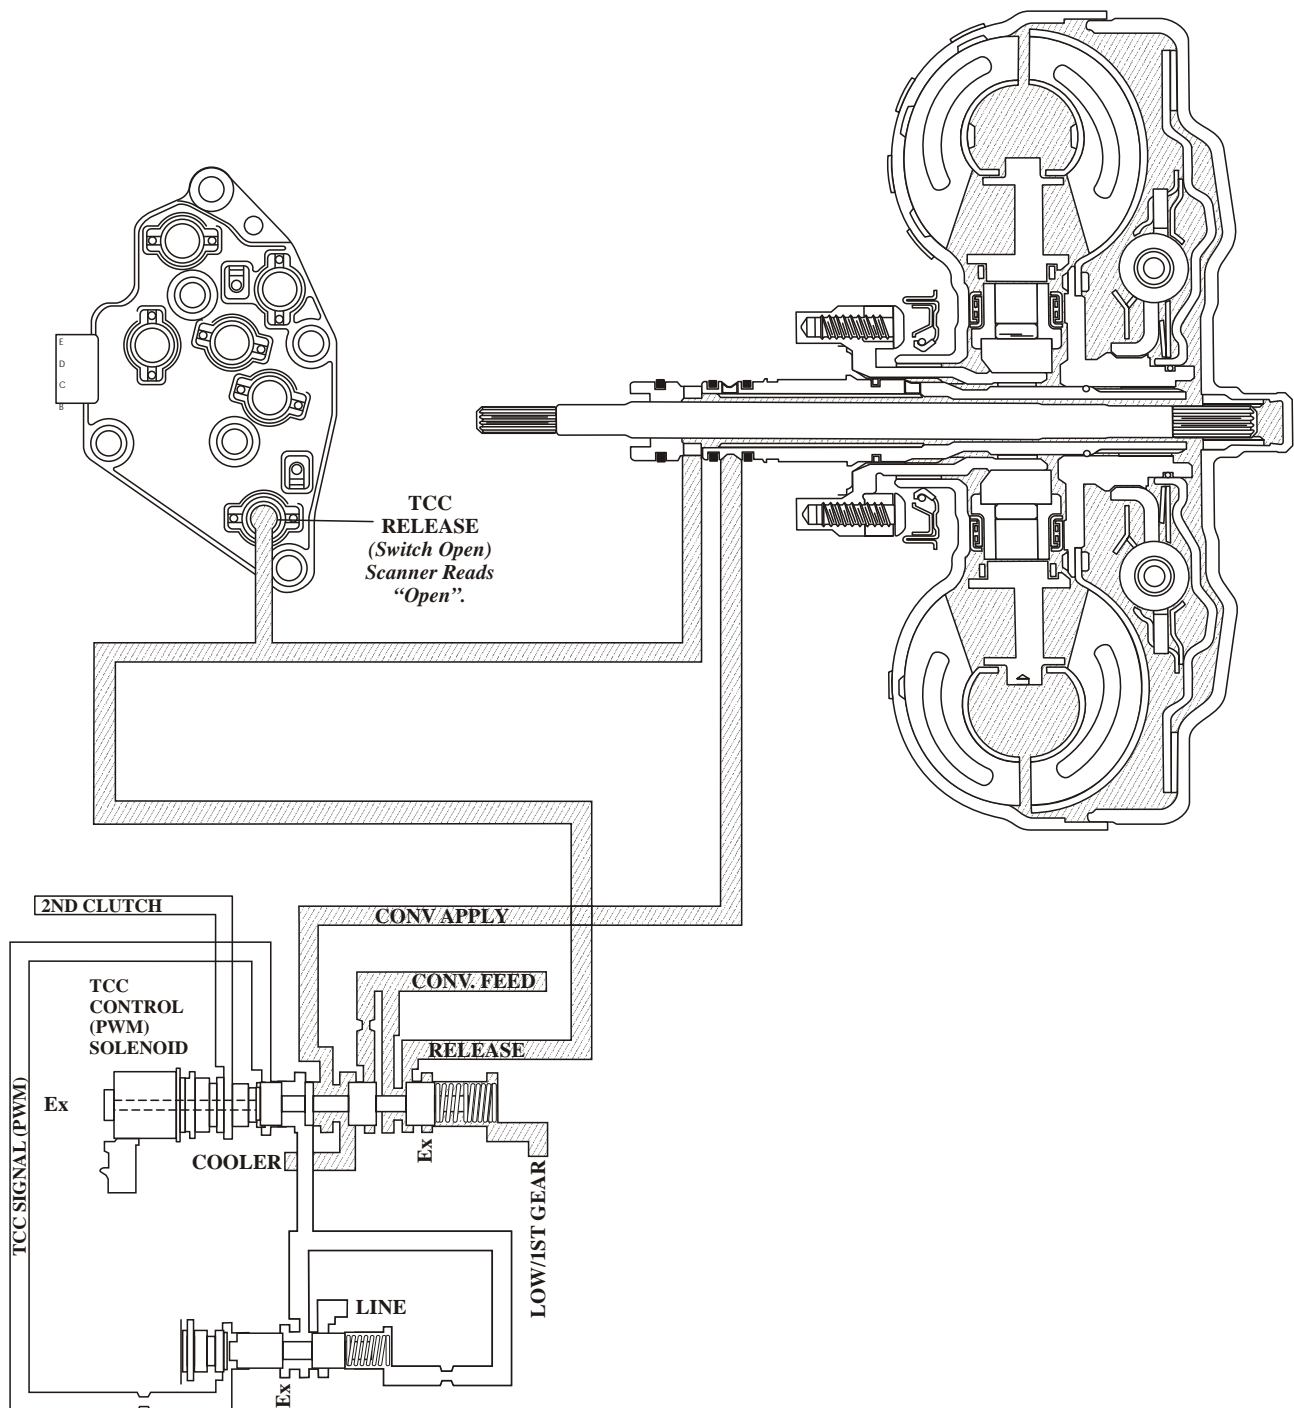 E
D
C
B
TCC
RELEASE
(Switch Open)
Scanner Reads
“Open”.
2ND CLUTCH
CONV APPLY
CONV. FEED
TCC
CONTROL
(PWM)
SOLENOID
RELEASE
Ex
Ex
COOLER
TCC SIGNAL (PWM)
LOW/1ST GEAR
LINE
Ex